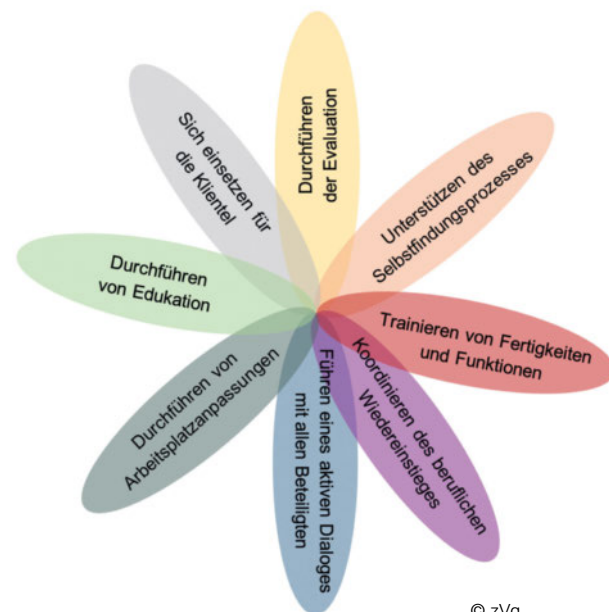 Durchführen
der Evaluation
Unterstützen des
Selbstfindungsprozesses
Trainieren von Fertigkeiten
und Funktionen
Koordinieren des beruflichen
Wiedereinstieges
Führen eines aktiven Dialoges
mit allen Beteiligten
Durchführen von
Arbeitsplatzanpassungen
Durchführen
von Edukation
Sich einsetzen für
die Klientel
© zVg